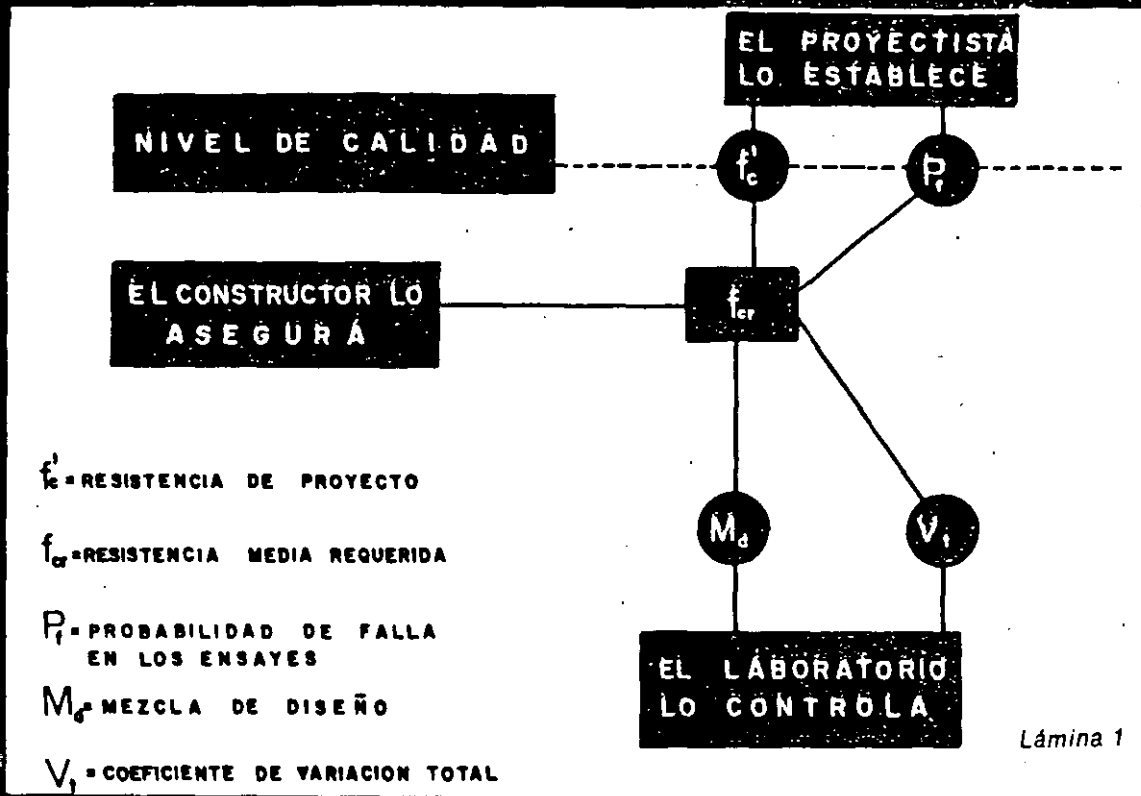 EL PROYECTISTA
LO ESTABLECE
NIVEL DE CALIDAD
f'c
Pf
EL CONSTRUCTOR LO
ASEGURÁ
fcr
f'c = RESISTENCIA DE PROYECTO
fcr = RESISTENCIA MEDIA REQUERIDA
Pf = PROBABILIDAD DE FALLA
EN LOS ENSAYES
Md = MEZCLA DE DISEÑO
Vt = COEFICIENTE DE VARIACION TOTAL
Md
Vt
EL LABORATORIO
LO CONTROLA
Lámina 1